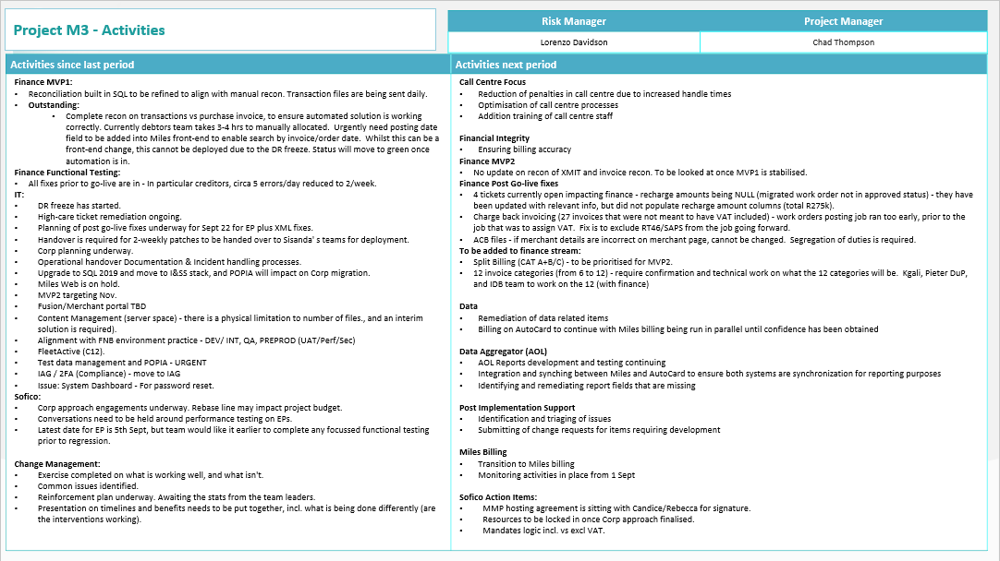 Project M3 - Activities
Risk Manager
Project Manager
Lorenzo Davidson
Chad Thompson
Activities since last period
Finance MVP1:
• Reconciliation built in SQL to be refined to align with manual recon. Transaction files are being sent daily.
• Outstanding:
• Complete recon on transactions vs purchase invoice, to ensure automated solution is working
correctly. Currently debtors team takes 3-4 hrs to manually allocated. Urgently need posting date
field to be added into Miles front-end to enable search by invoice/order date. Whilst this can be a
front-end change, this cannot be deployed due to the DR freeze. Status will move to green once
automation is in.
Finance Functional Testing:
• All fixes prior to go-live are in - In particular creditors, circa 5 errors/day reduced to 2/week.
IT:
• DR freeze has started.
• High-care ticket remediation ongoing.
• Planning of post go-live fixes underway for Sept 22 for EP plus XML fixes.
• Handover is required for 2-weekly patches to be handed over to Sisanda' s teams for deployment.
• Corp planning underway.
• Operational handover Documentation & Incident handling processes.
• Upgrade to SQL 2019 and move to I&SS stack, and POPIA will impact on Corp migration.
• Miles Web is on hold.
• MVP2 targeting Nov.
• Fusion/Merchant portal TBD
• Content Management (server space) - there is a physical limitation to number of files., and an interim
solution is required).
• Alignment with FNB environment practice - DEV/ INT, QA, PREPROD (UAT/Perf/Sec)
• FleetActive (C12).
• Test data management and POPIA - URGENT
• IAG / 2FA (Compliance) - move to IAG
• Issue: System Dashboard - For password reset.
Sofico:
• Corp approach engagements underway. Rebase line may impact project budget.
• Conversations need to be held around performance testing on EPs.
• Latest date for EP is 5th Sept, but team would like it earlier to complete any focussed functional testing
prior to regression.
Change Management:
• Exercise completed on what is working well, and what isn't.
• Common issues identified.
• Reinforcement plan underway. Awaiting the stats from the team leaders.
• Presentation on timelines and benefits needs to be put together, incl. what is being done differently (are
the interventions working).
Activities next period
Call Centre Focus
• Reduction of penalties in call centre due to increased handle times
• Optimisation of call centre processes
• Addition training of call centre staff
Financial Integrity
• Ensuring billing accuracy
Finance MVP2
• No update on recon of XMIT and invoice recon. To be looked at once MVP1 is stabilised.
Finance Post Go-live fixes
• 4 tickets currently open impacting finance - recharge amounts being NULL (migrated work order not in approved status) - they have
been updated with relevant info, but did not populate recharge amount columns (total R275k).
• Charge back invoicing (27 invoices that were not meant to have VAT included) - work orders posting job ran too early, prior to the
job that was to assign VAT. Fix is to exclude RT46/SAPS from the job going forward.
• ACB files - if merchant details are incorrect on merchant page, cannot be changed. Segregation of duties is required.
To be added to finance stream:
• Split Billing (CAT A+B/C) - to be prioritised for MVP2.
• 12 invoice categories (from 6 to 12) - require confirmation and technical work on what the 12 categories will be. Kgali, Pieter DuP,
and IDB team to work on the 12 (with finance)
Data
• Remediation of data related items
• Billing on AutoCard to continue with Miles billing being run in parallel until confidence has been obtained
Data Aggregator (AOL)
• AOL Reports development and testing continuing
• Integration and synching between Miles and AutoCard to ensure both systems are synchronization for reporting purposes
• Identifying and remediating report fields that are missing
Post Implementation Support
• Identification and triaging of issues
• Submitting of change requests for items requiring development
Miles Billing
• Transition to Miles billing
• Monitoring activities in place from 1 Sept
Sofico Action Items:
• MMP hosting agreement is sitting with Candice/Rebecca for signature.
• Resources to be locked in once Corp approach finalised.
• Mandates logic incl. vs excl VAT.